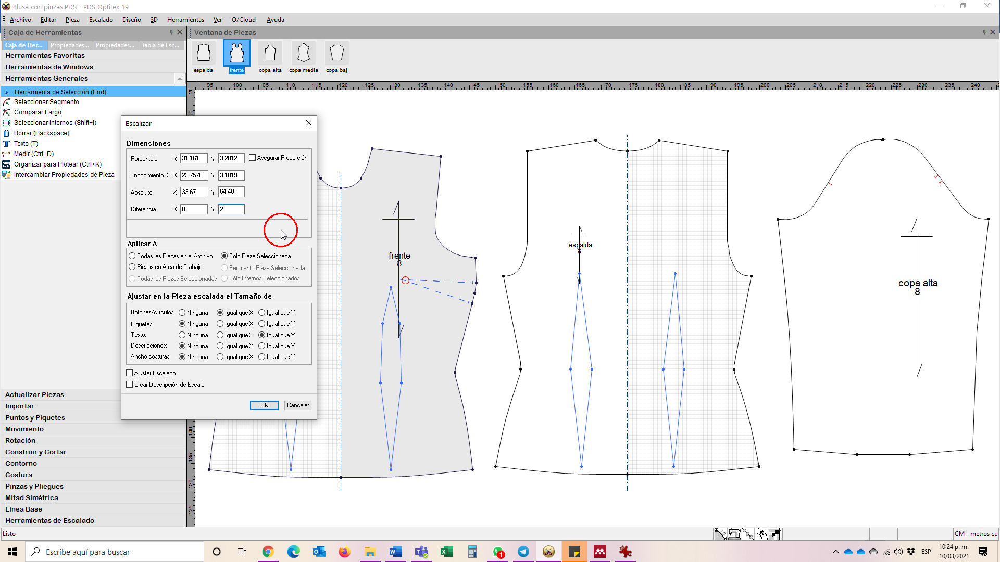 Blusa con pinzas.PDS - PDS Optitex 19
Archivo Editar Pieza Escalado Diseño 3D Herramientas Ver O/Cloud Ayuda
Caja de Herramientas
Ventana de Piezas
Caja de Her... Propiedades... Propiedades... Tabla de Esc...
Herramientas Favoritas
Herramientas de Windows
Herramientas Generales
espalda frente copa alta copa media copa baj
95 100 105 110 115 120 125 130 135 140 145 150 155 160 165 170 175 180 185 190 195 200 205 210 215 220 225 230 235 240
Herramienta de Selección (End)
Seleccionar Segmento
Comparar Largo
Seleccionar Internos (Shift+I)
Borrar (Backspace)
Texto (T)
Medir (Ctrl+D)
Organizar para Plotear (Ctrl+K)
Intercambiar Propiedades de Pieza
Escalizar
Dimensiones
Porcentaje X 31.161 Y 3.2012 Asegurar Proporción
Encogimiento % X 23.7578 Y 3.1019
Absoluto X 33.67 Y 64.48
Diferencia X 8 Y 2
Aplicar A
Todas las Piezas en el Archivo Sólo Pieza Seleccionada
Piezas en Area de Trabajo Segmento Pieza Seleccionada
Todas las Piezas Seleccionadas Sólo Internos Seleccionados
Ajustar en la Pieza escalada el Tamaño de
Botones/círculos: Ninguna Igual que X Igual que Y
Piquetes: Ninguna Igual que X Igual que Y
Texto: Ninguna Igual que X Igual que Y
Descripciones: Ninguna Igual que X Igual que Y
Ancho costuras: Ninguna Igual que X Igual que Y
Ajustar Escalado
Crear Descripción de Escala
OK Cancelar
frente
8
espalda
8
copa alta
8
140
135
130
125
Actualizar Piezas
Importar
Puntos y Piquetes
Movimiento
Rotación
Construir y Cortar
Contorno
Costura
Pinzas y Pliegues
Mitad Simétrica
Línea Base
Herramientas de Escalado
Listo
CM - metros cu
Escribe aquí para buscar
1
ESP
10:24 p. m.
10/03/2021